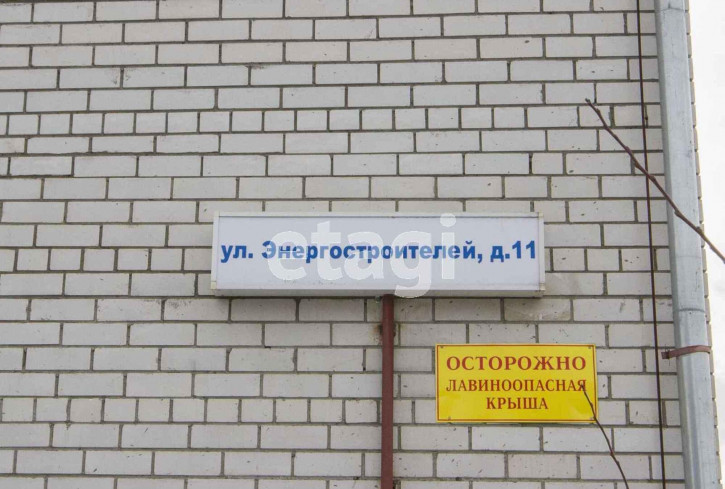 ул. Энергостроителей, д.11
etagi
ОСТОРОЖНО
ЛАВИНООПАСНАЯ
КРЫША